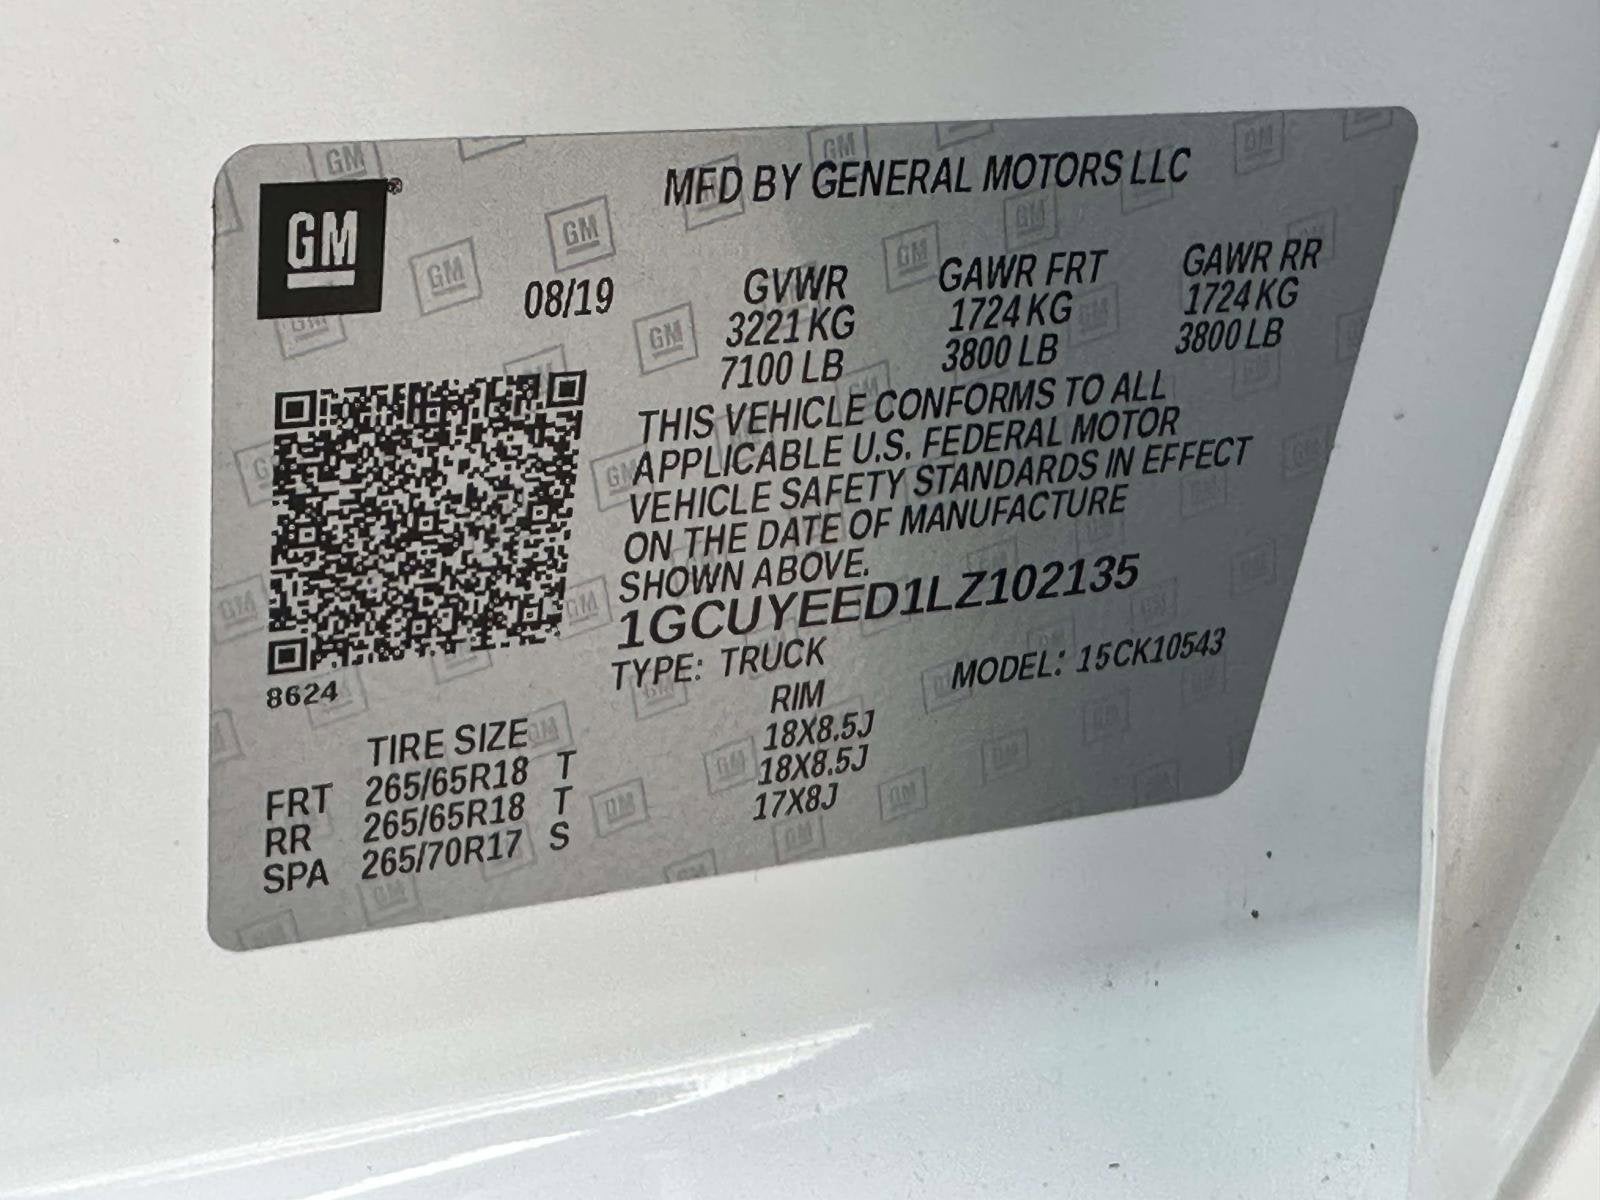 GM®
MFD BY GENERAL MOTORS LLC
08/19
GVWR GAWR FRT GAWR RR
3221 KG 1724 KG 1724 KG
7100 LB 3800 LB 3800 LB
THIS VEHICLE CONFORMS TO ALL
APPLICABLE U.S. FEDERAL MOTOR
VEHICLE SAFETY STANDARDS IN EFFECT
ON THE DATE OF MANUFACTURE
SHOWN ABOVE.
1GCUYEED1LZ102135
TYPE: TRUCK MODEL: 15CK10543
8624
TIRE SIZE RIM
FRT 265/65R18 T 18X8.5J
RR 265/65R18 T 18X8.5J
SPA 265/70R17 S 17X8J